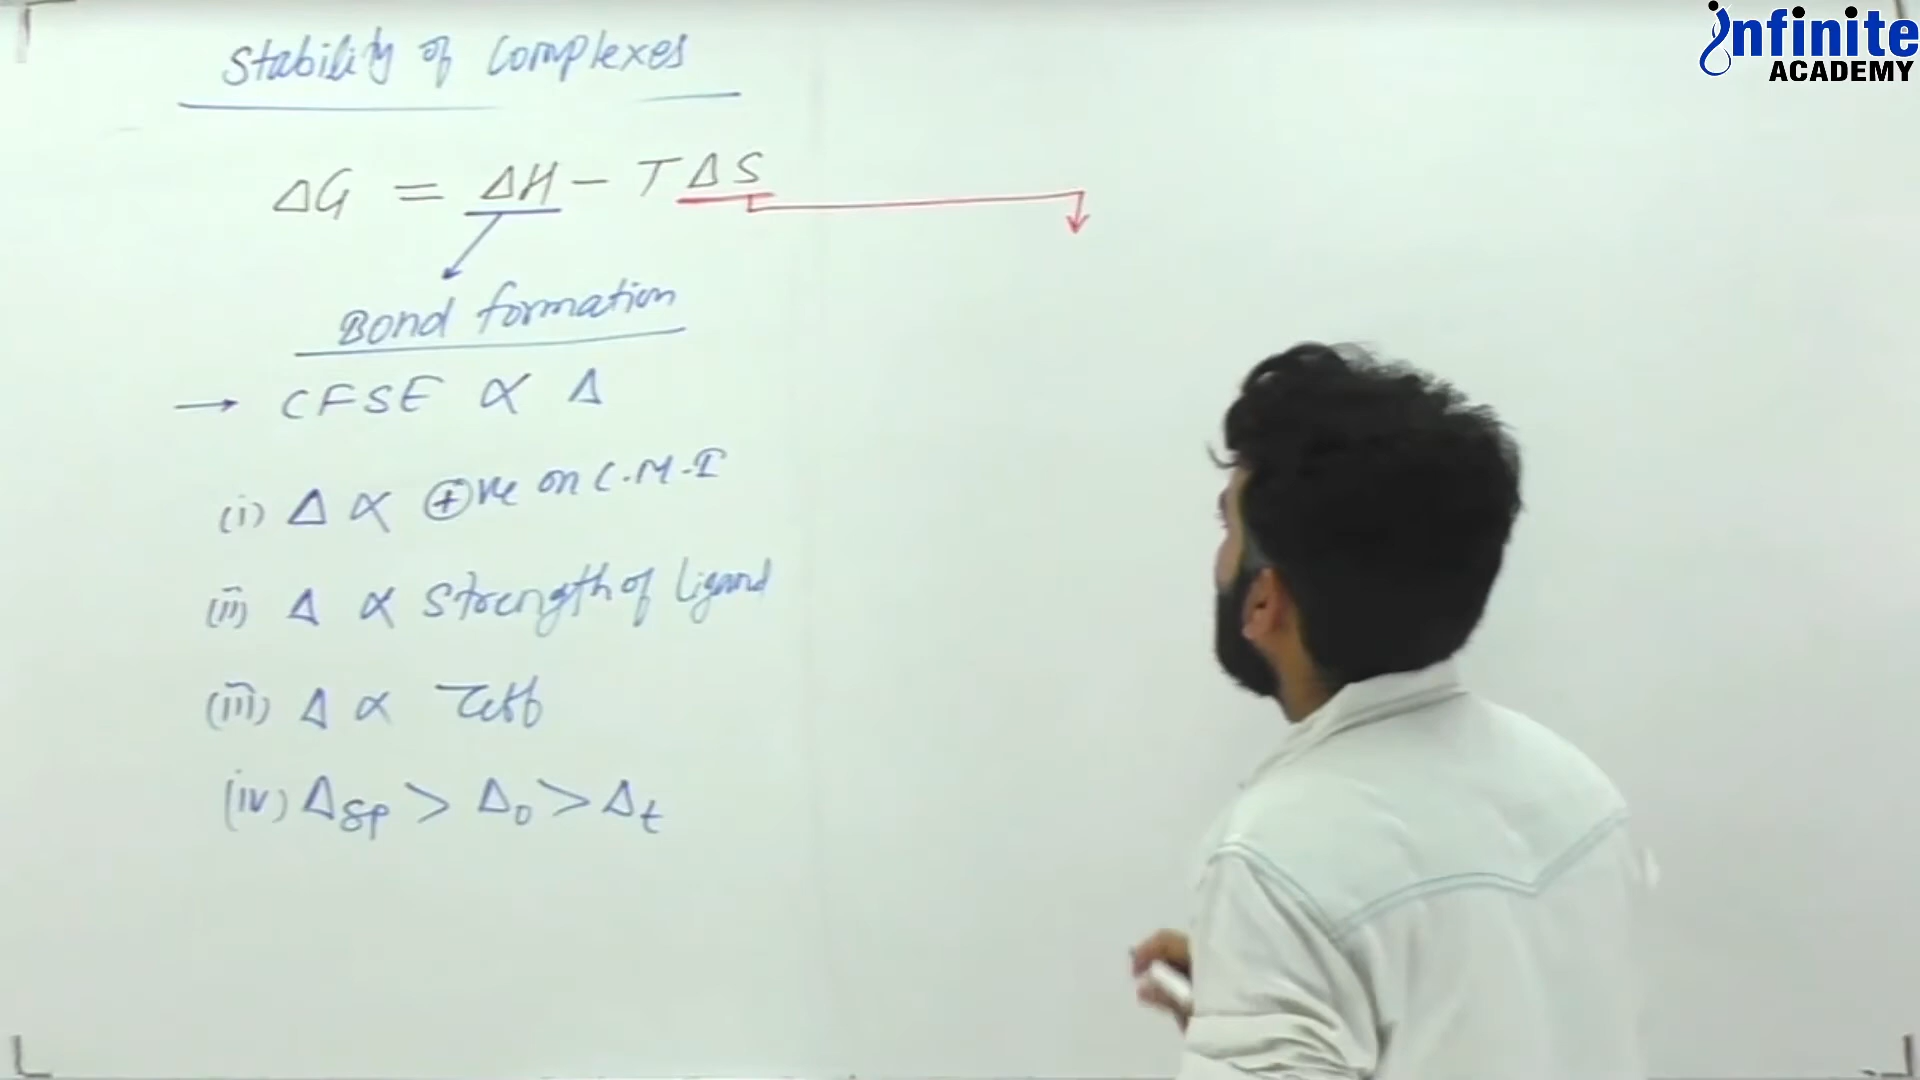 infinite
ACADEMY
Stability of Complexes
ΔG = ΔH - TΔS
Bond formation
→ CFSE ∝ Δ
(i) Δ ∝ ⊕ve on C.M.I
(ii) Δ ∝ Strength of Ligand
(iii) Δ ∝ Zeff
(iv) Δsp > Δo > Δt